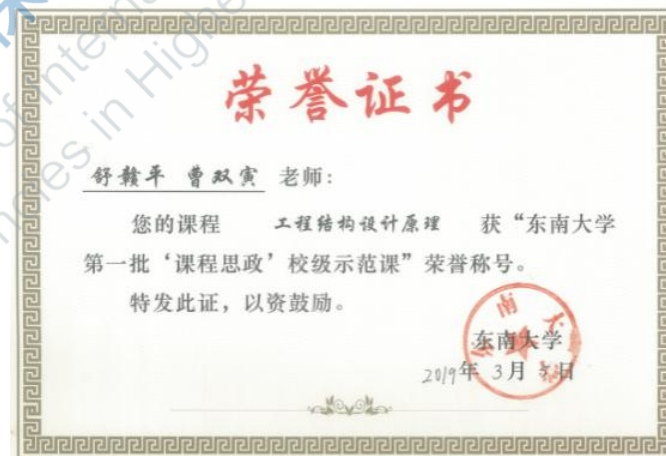 荣誉证书
舒赣平 曹双寅 老师：
您的课程 工程结构设计原理 获“东南大学
第一批‘课程思政’校级示范课”荣誉称号。
特发此证，以资鼓励。
东南大学
2019年 3月 5日